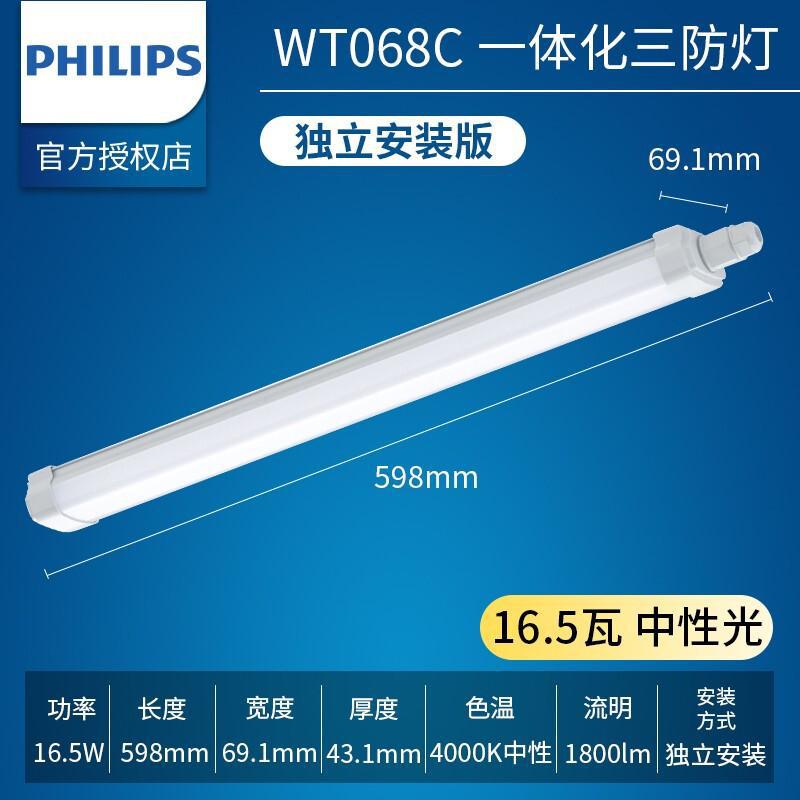 PHILIPS
官方授权店
WT068C 一体化三防灯
独立安装版
69.1mm
598mm
16.5瓦 中性光
功率 长度 宽度 厚度 色温 流明 安装方式
16.5W 598mm 69.1mm 43.1mm 4000K中性 1800lm 独立安装